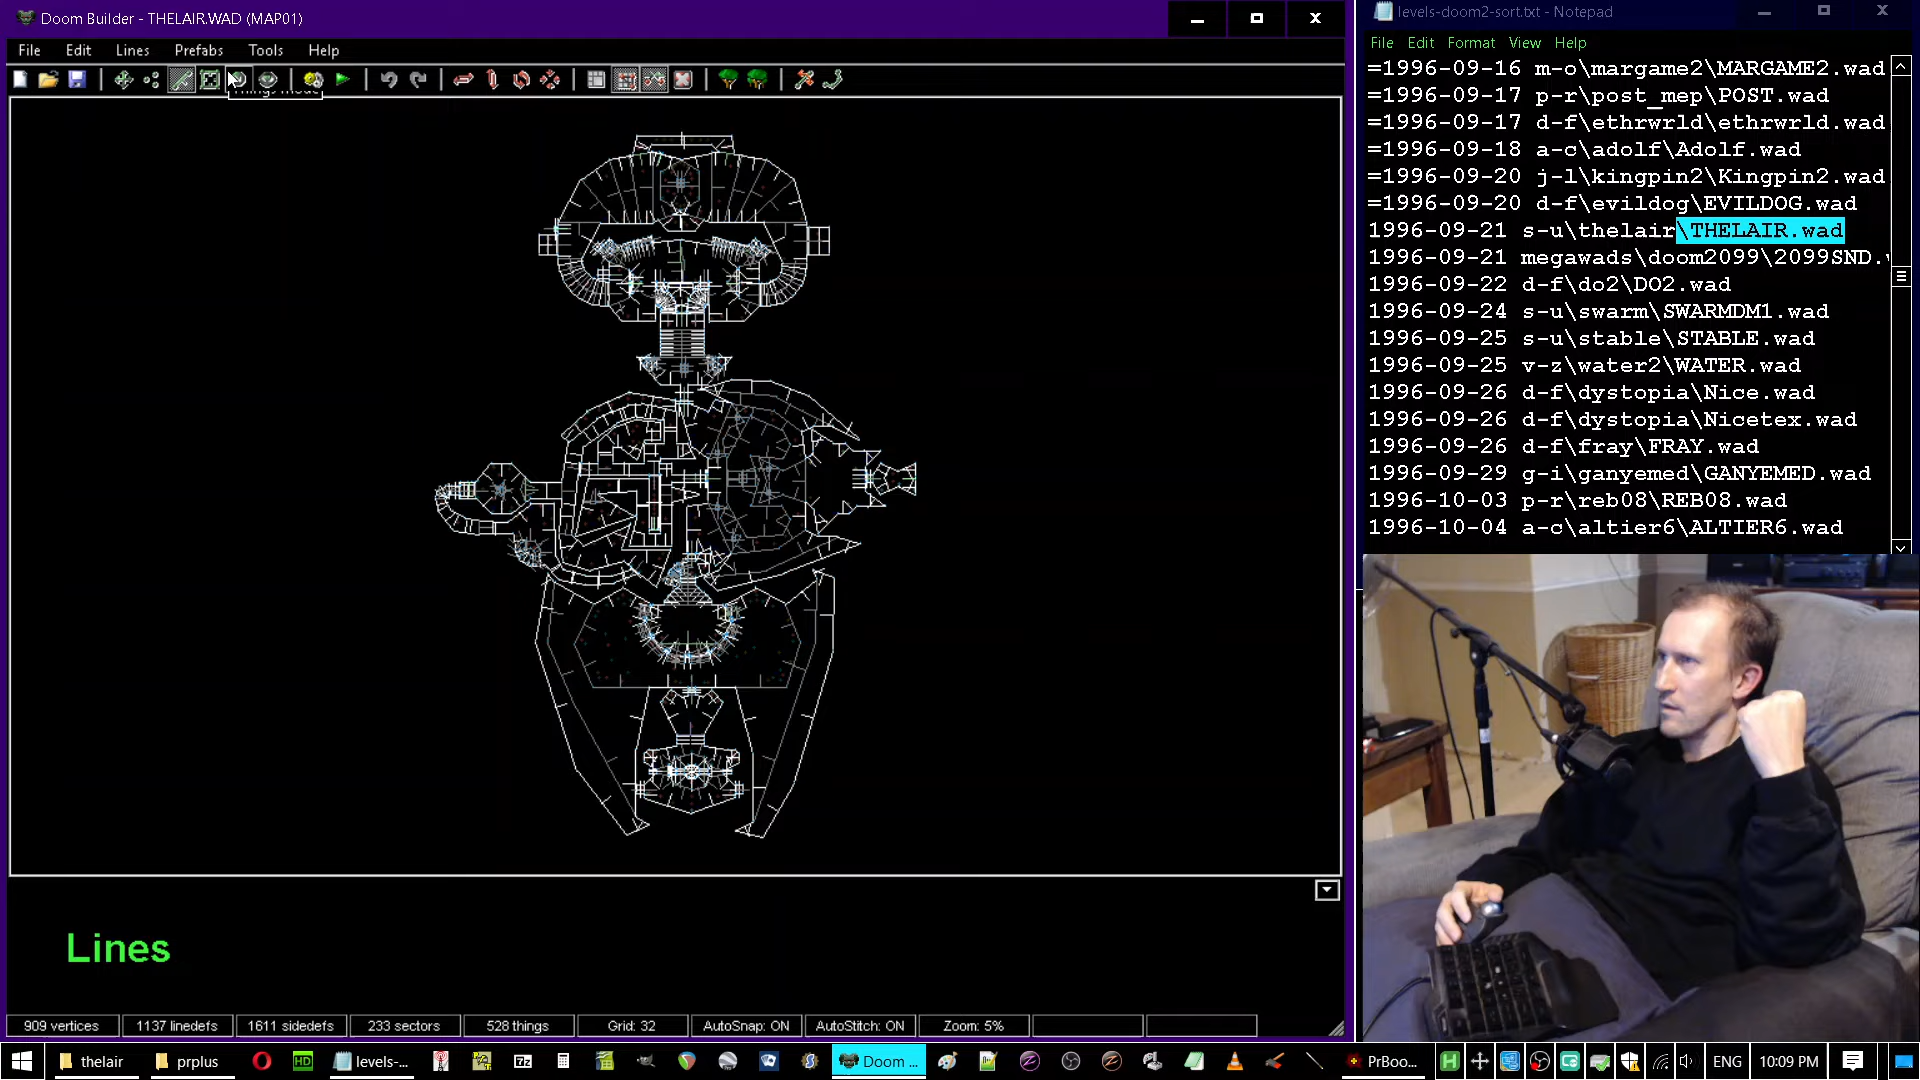 Doom Builder - THELAIR.WAD (MAP01)
File Edit Lines Prefabs Tools Help
Lines
909 vertices 1137 linedefs 1611 sidedefs 233 sectors 528 things Grid: 32 AutoSnap: ON AutoStitch: ON Zoom: 5%
levels-doom2-sort.txt - Notepad
File Edit Format View Help
=1996-09-16 m-o\margame2\MARGAME2.wad
=1996-09-17 p-r\post_mep\POST.wad
=1996-09-17 d-f\ethrwrld\ethrwrld.wad
=1996-09-18 a-c\adolf\Adolf.wad
=1996-09-20 j-l\kingpin2\Kingpin2.wad
=1996-09-20 d-f\evildog\EVILDOG.wad
1996-09-21 s-u\thelair\THELAIR.wad
1996-09-21 megawads\doom2099\2099SND.
1996-09-22 d-f\do2\DO2.wad
1996-09-24 s-u\swarm\SWARMDM1.wad
1996-09-25 s-u\stable\STABLE.wad
1996-09-25 v-z\water2\WATER.wad
1996-09-26 d-f\dystopia\Nice.wad
1996-09-26 d-f\dystopia\Nicetex.wad
1996-09-26 d-f\fray\FRAY.wad
1996-09-29 g-i\ganyemed\GANYEMED.wad
1996-10-03 p-r\reb08\REB08.wad
1996-10-04 a-c\altier6\ALTIER6.wad
thelair prplus HD levels-... 7z Doom ... PrBoo... ENG 10:09 PM